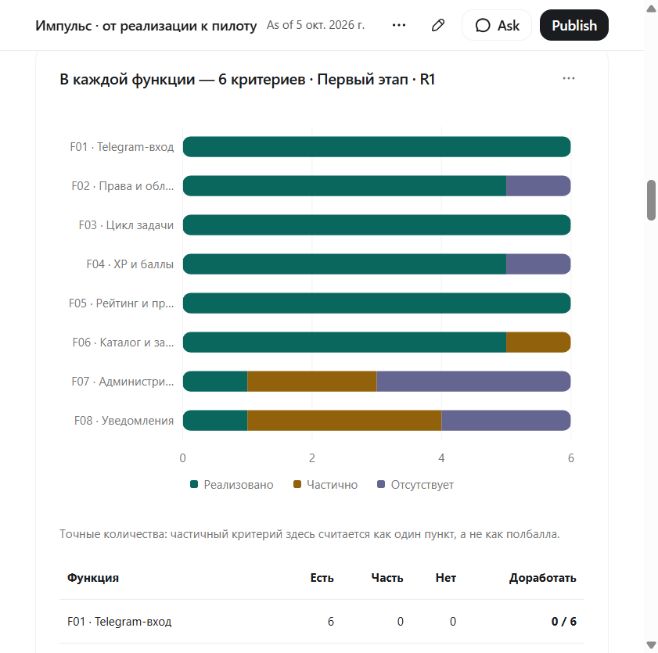 Импульс · от реализации к пилоту As of 5 окт. 2026 г. ··· Ask Publish
В каждой функции — 6 критериев · Первый этап · R1 ···
F01 · Telegram-вход
F02 · Права и обл...
F03 · Цикл задачи
F04 · XP и баллы
F05 · Рейтинг и пр...
F06 · Каталог и за...
F07 · Администри...
F08 · Уведомления
0 2 4 6
Реализовано Частично Отсутствует
Точные количества: частичный критерий здесь считается как один пункт, а не как полбалла.
Функция Есть Часть Нет Доработать
F01 · Telegram-вход 6 0 0 0 / 6